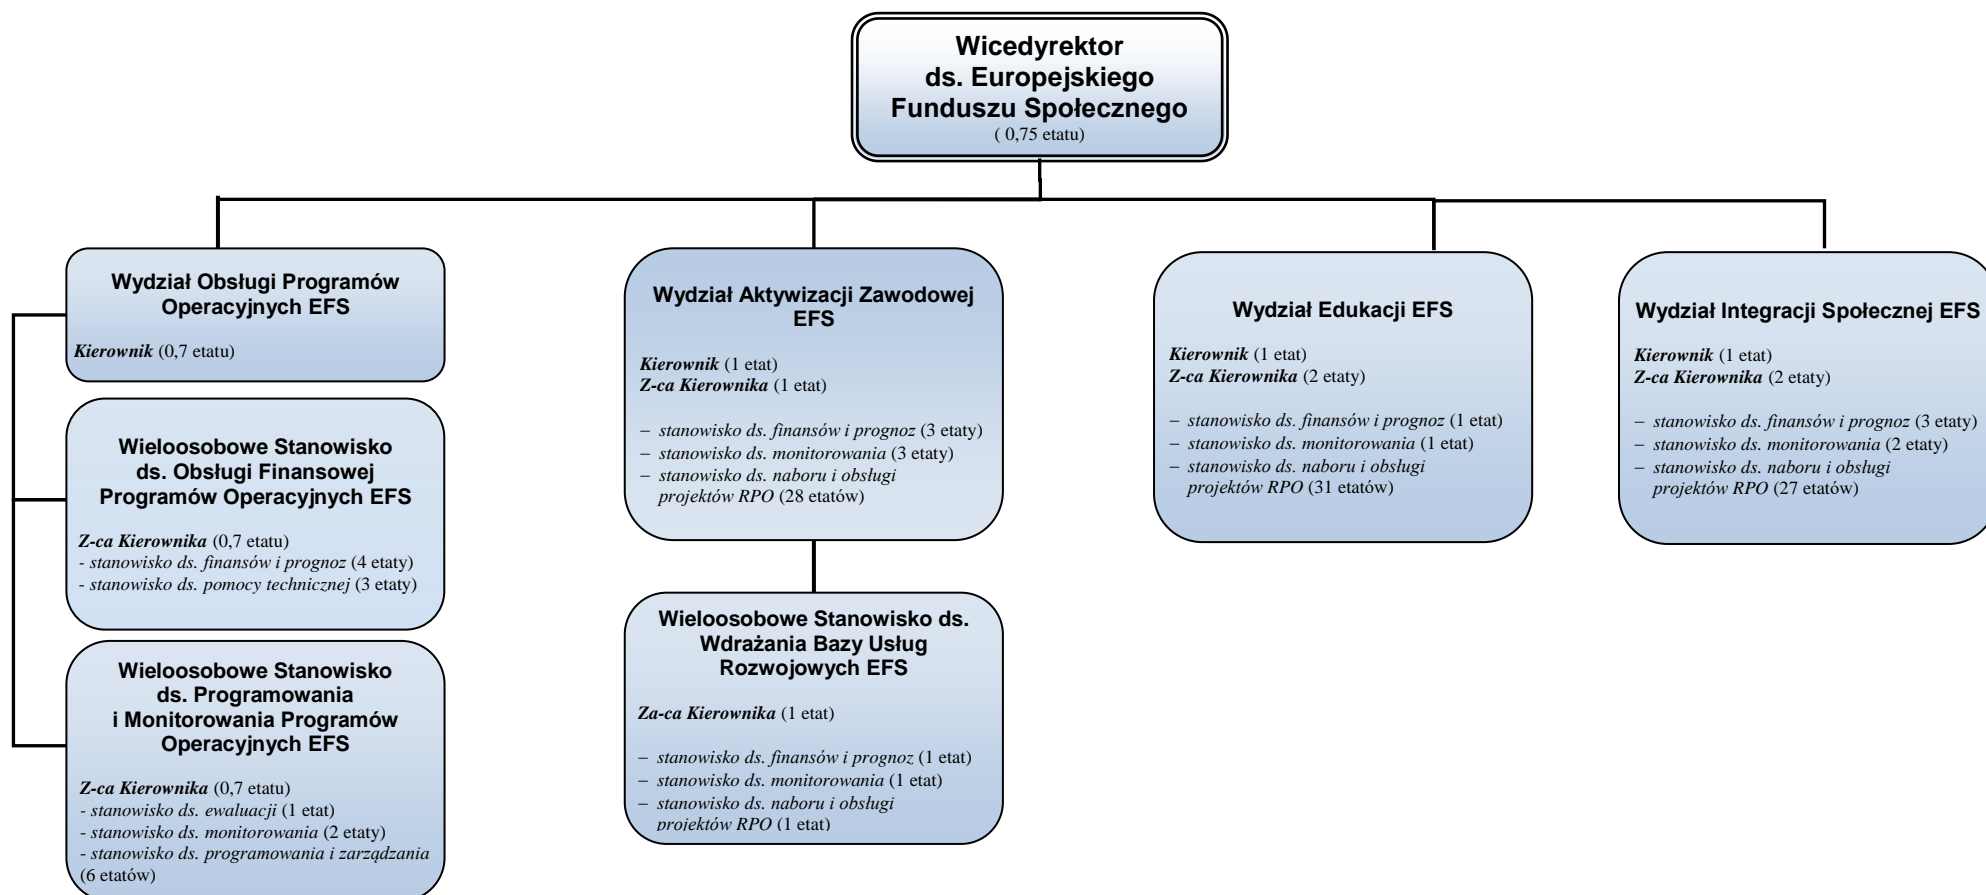 Wicedyrektor
ds. Europejskiego
Funduszu Społecznego
( 0,75 etatu)
Wydział Obsługi Programów
Operacyjnych EFS
Kierownik (0,7 etatu)
Wieloosobowe Stanowisko
ds. Obsługi Finansowej
Programów Operacyjnych EFS
Z-ca Kierownika (0,7 etatu)
- stanowisko ds. finansów i prognoz (4 etaty)
- stanowisko ds. pomocy technicznej (3 etaty)
Wieloosobowe Stanowisko
ds. Programowania
i Monitorowania Programów
Operacyjnych EFS
Z-ca Kierownika (0,7 etatu)
- stanowisko ds. ewaluacji (1 etat)
- stanowisko ds. monitorowania (2 etaty)
- stanowisko ds. programowania i zarządzania
(6 etatów)
Wydział Aktywizacji Zawodowej
EFS
Kierownik (1 etat)
Z-ca Kierownika (1 etat)
– stanowisko ds. finansów i prognoz (3 etaty)
– stanowisko ds. monitorowania (3 etaty)
– stanowisko ds. naboru i obsługi
projektów RPO (28 etatów)
Wieloosobowe Stanowisko ds.
Wdrażania Bazy Usług
Rozwojowych EFS
Za-ca Kierownika (1 etat)
– stanowisko ds. finansów i prognoz (1 etat)
– stanowisko ds. monitorowania (1 etat)
– stanowisko ds. naboru i obsługi
projektów RPO (1 etat)
Wydział Edukacji EFS
Kierownik (1 etat)
Z-ca Kierownika (2 etaty)
– stanowisko ds. finansów i prognoz (1 etat)
– stanowisko ds. monitorowania (1 etat)
– stanowisko ds. naboru i obsługi
projektów RPO (31 etatów)
Wydział Integracji Społecznej EFS
Kierownik (1 etat)
Z-ca Kierownika (2 etaty)
– stanowisko ds. finansów i prognoz (3 etaty)
– stanowisko ds. monitorowania (2 etaty)
– stanowisko ds. naboru i obsługi
projektów RPO (27 etatów)